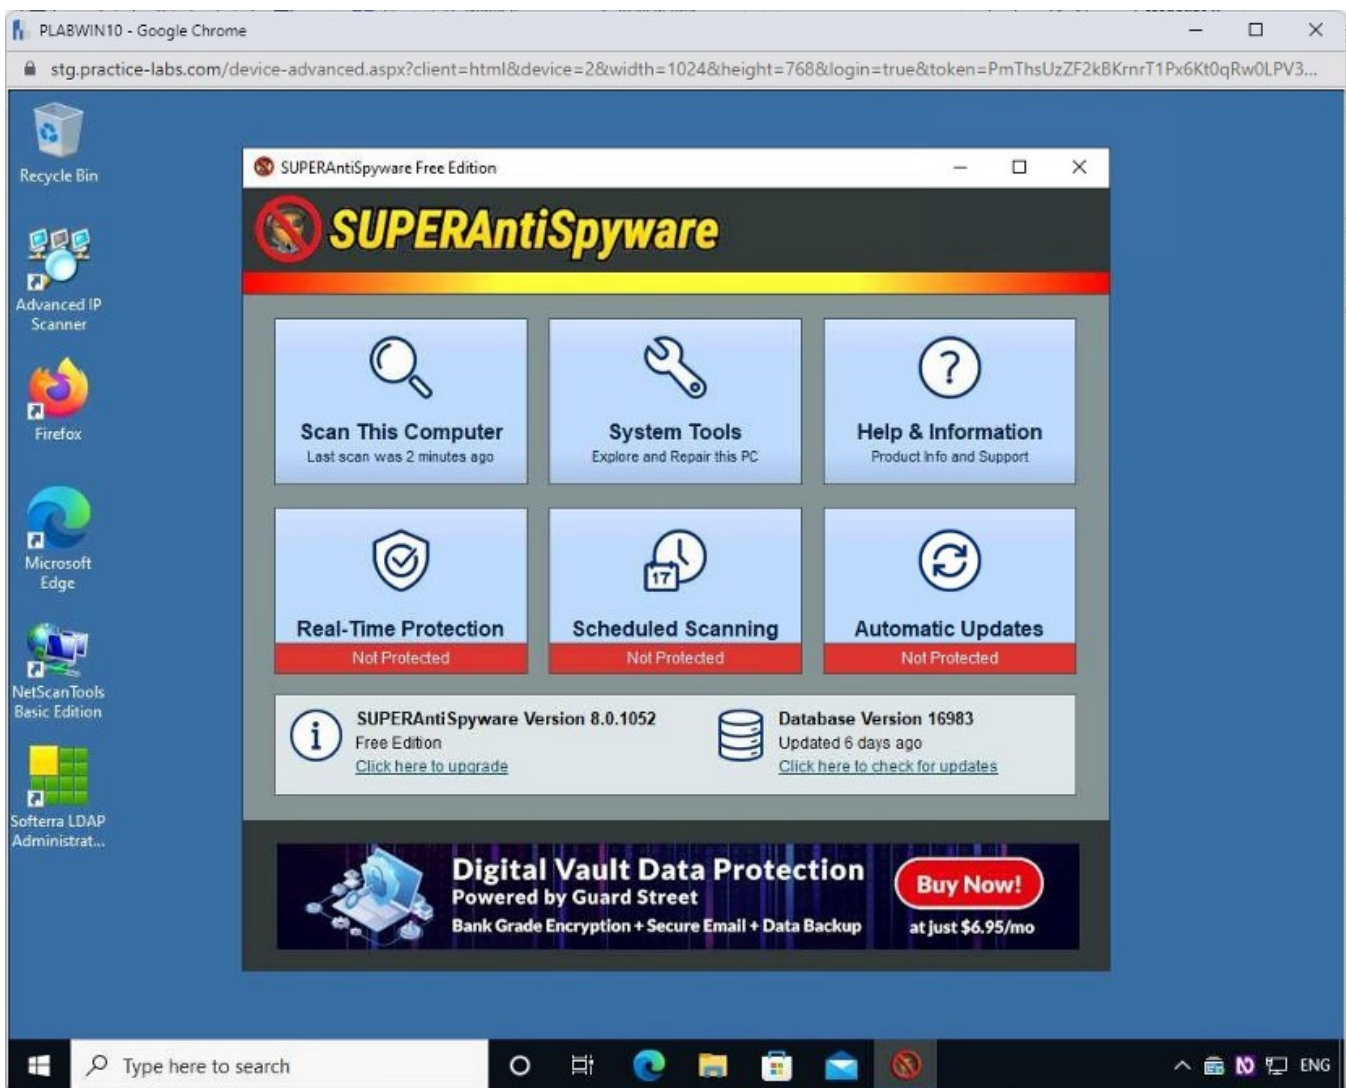 PLABWIN10 - Google Chrome
stg.practice-labs.com/device-advanced.aspx?client=html&device=2&width=1024&height=768&login=true&token=PmThsUzZF2kBKrnrT1Px6Kt0qRw0LPV3...
Recycle Bin
Advanced IP
Scanner
Firefox
Microsoft
Edge
NetScanTools
Basic Edition
Softerra LDAP
Administrat...
SUPERAntiSpyware Free Edition
SUPERAntiSpyware
Scan This Computer
Last scan was 2 minutes ago
System Tools
Explore and Repair this PC
Help & Information
Product Info and Support
Real-Time Protection
Not Protected
17
Scheduled Scanning
Not Protected
Automatic Updates
Not Protected
SUPERAntiSpyware Version 8.0.1052
Free Edition
Click here to upgrade
Database Version 16983
Updated 6 days ago
Click here to check for updates
Digital Vault Data Protection
Powered by Guard Street
Bank Grade Encryption + Secure Email + Data Backup
Buy Now!
at just $6.95/mo
Type here to search
ENG